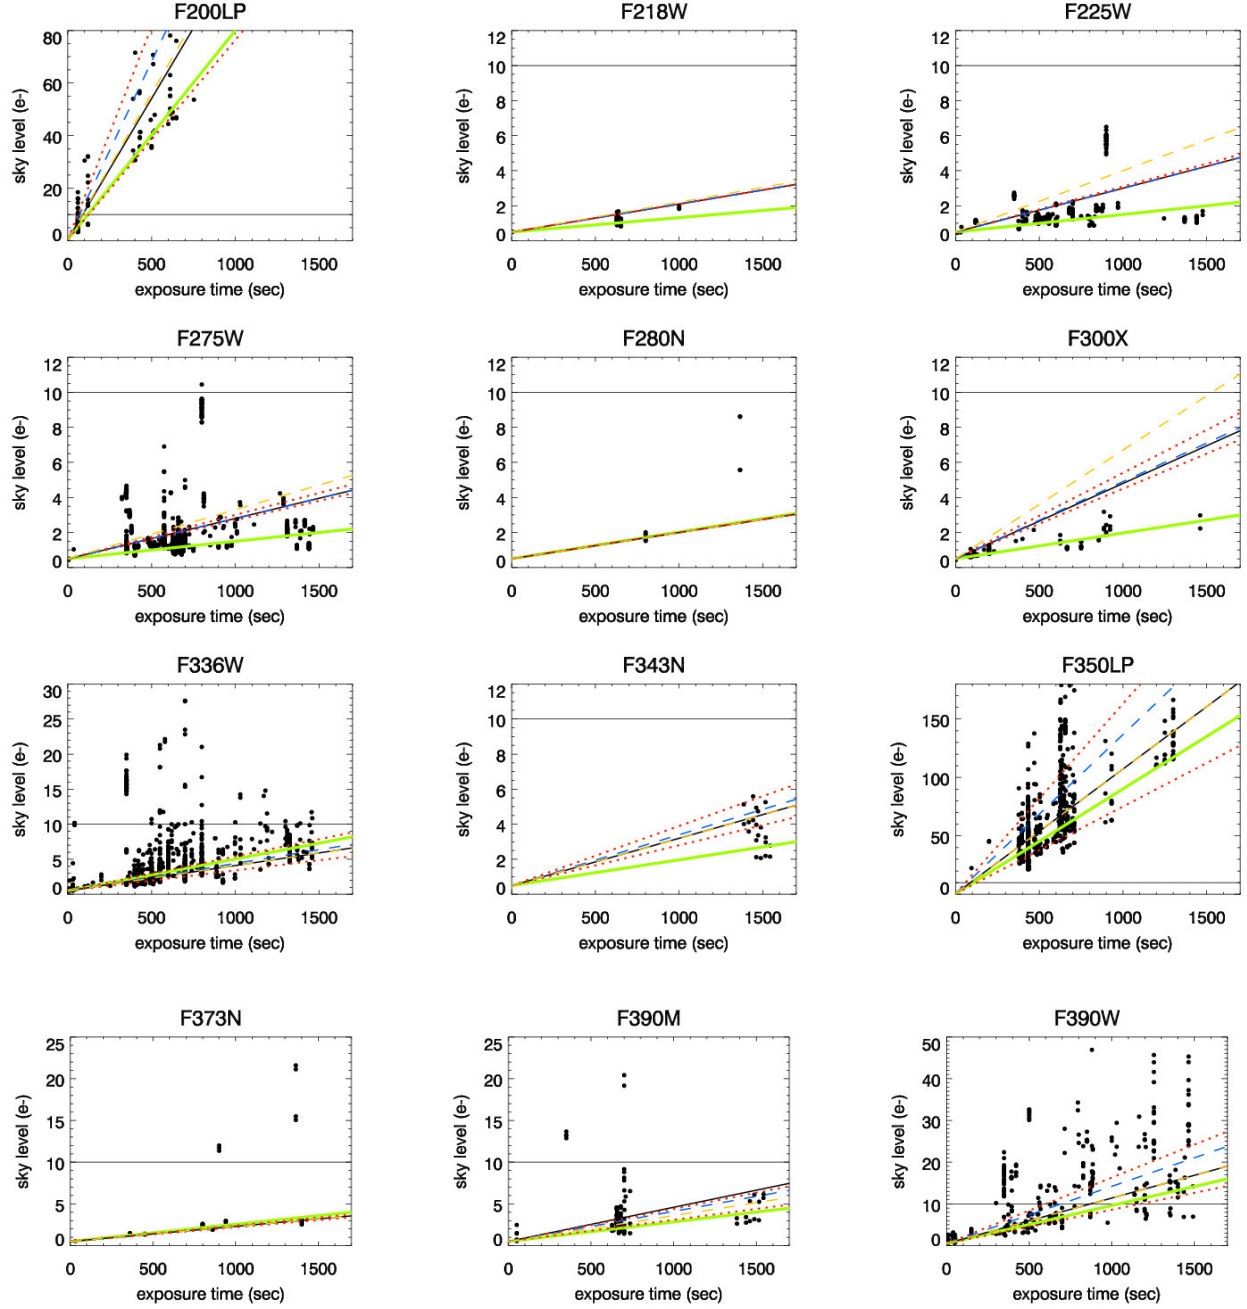 F200LP
F218W
F225W
80
60
40
20
0
sky level (e-)
0 500 1000 1500
exposure time (sec)
12
10
8
6
4
2
0
sky level (e-)
0 500 1000 1500
exposure time (sec)
12
10
8
6
4
2
0
sky level (e-)
0 500 1000 1500
exposure time (sec)
F275W
F280N
F300X
12
10
8
6
4
2
0
sky level (e-)
0 500 1000 1500
exposure time (sec)
12
10
8
6
4
2
0
sky level (e-)
0 500 1000 1500
exposure time (sec)
12
10
8
6
4
2
0
sky level (e-)
0 500 1000 1500
exposure time (sec)
F336W
F343N
F350LP
30
25
20
15
10
5
0
sky level (e-)
0 500 1000 1500
exposure time (sec)
12
10
8
6
4
2
0
sky level (e-)
0 500 1000 1500
exposure time (sec)
150
100
50
0
sky level (e-)
0 500 1000 1500
exposure time (sec)
F373N
F390M
F390W
25
20
15
10
5
0
sky level (e-)
0 500 1000 1500
exposure time (sec)
25
20
15
10
5
0
sky level (e-)
0 500 1000 1500
exposure time (sec)
50
40
30
20
10
0
sky level (e-)
0 500 1000 1500
exposure time (sec)